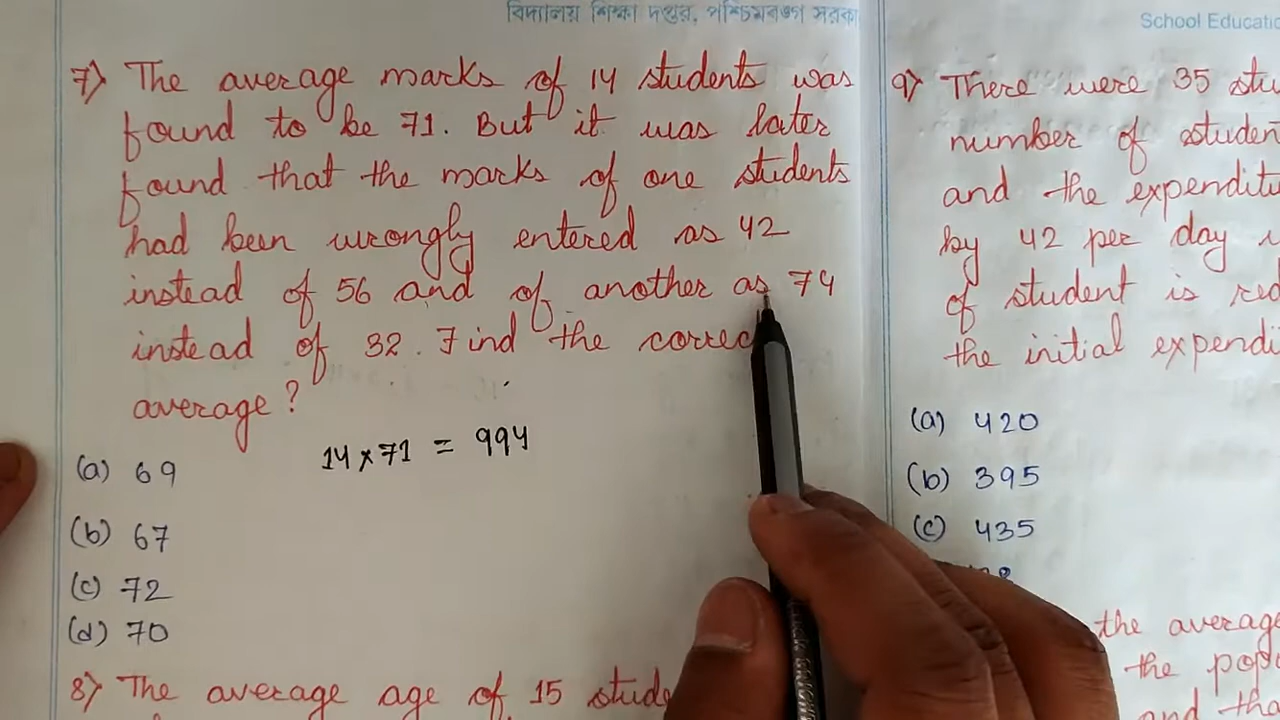 বিদ্যালয় শিক্ষা দপ্তর, পশ্চিমবঙ্গ সরকা
School Educatio
7) The average marks of 14 students was
found to be 71. But it was later
found that the marks of one students
had been wrongly entered as 42
instead of 56 and of another as 74
instead of 32. Find the correc
average?
14 x 71 = 994
(a) 69
(b) 67
(c) 72
(d) 70
8) The average age of 15 stude
9) There were 35 stu
number of studen
and the expenditu
by 42 per day
of student is red
the initial expendi
(a) 420
(b) 395
(c) 435
the average
the pop
and tha